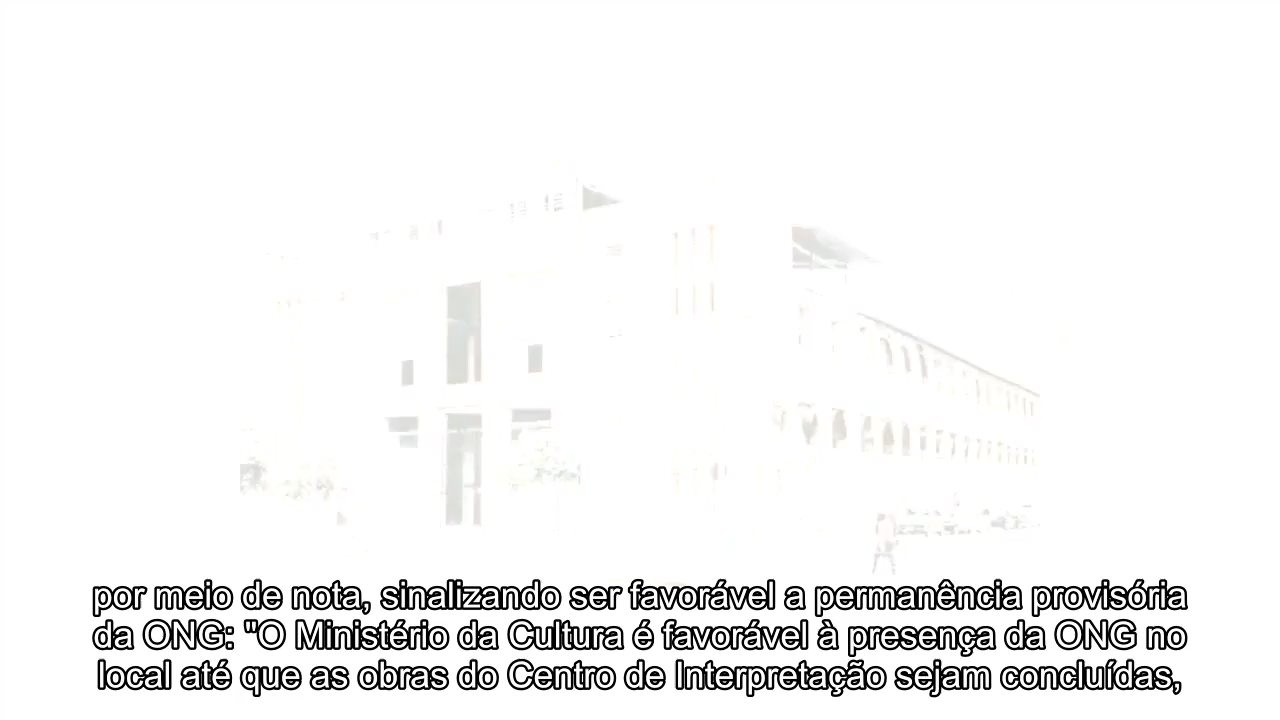 por meio de nota, sinalizando ser favorável a permanência provisória
da ONG: "O Ministério da Cultura é favorável à presença da ONG no
local até que as obras do Centro de Interpretação sejam concluídas,